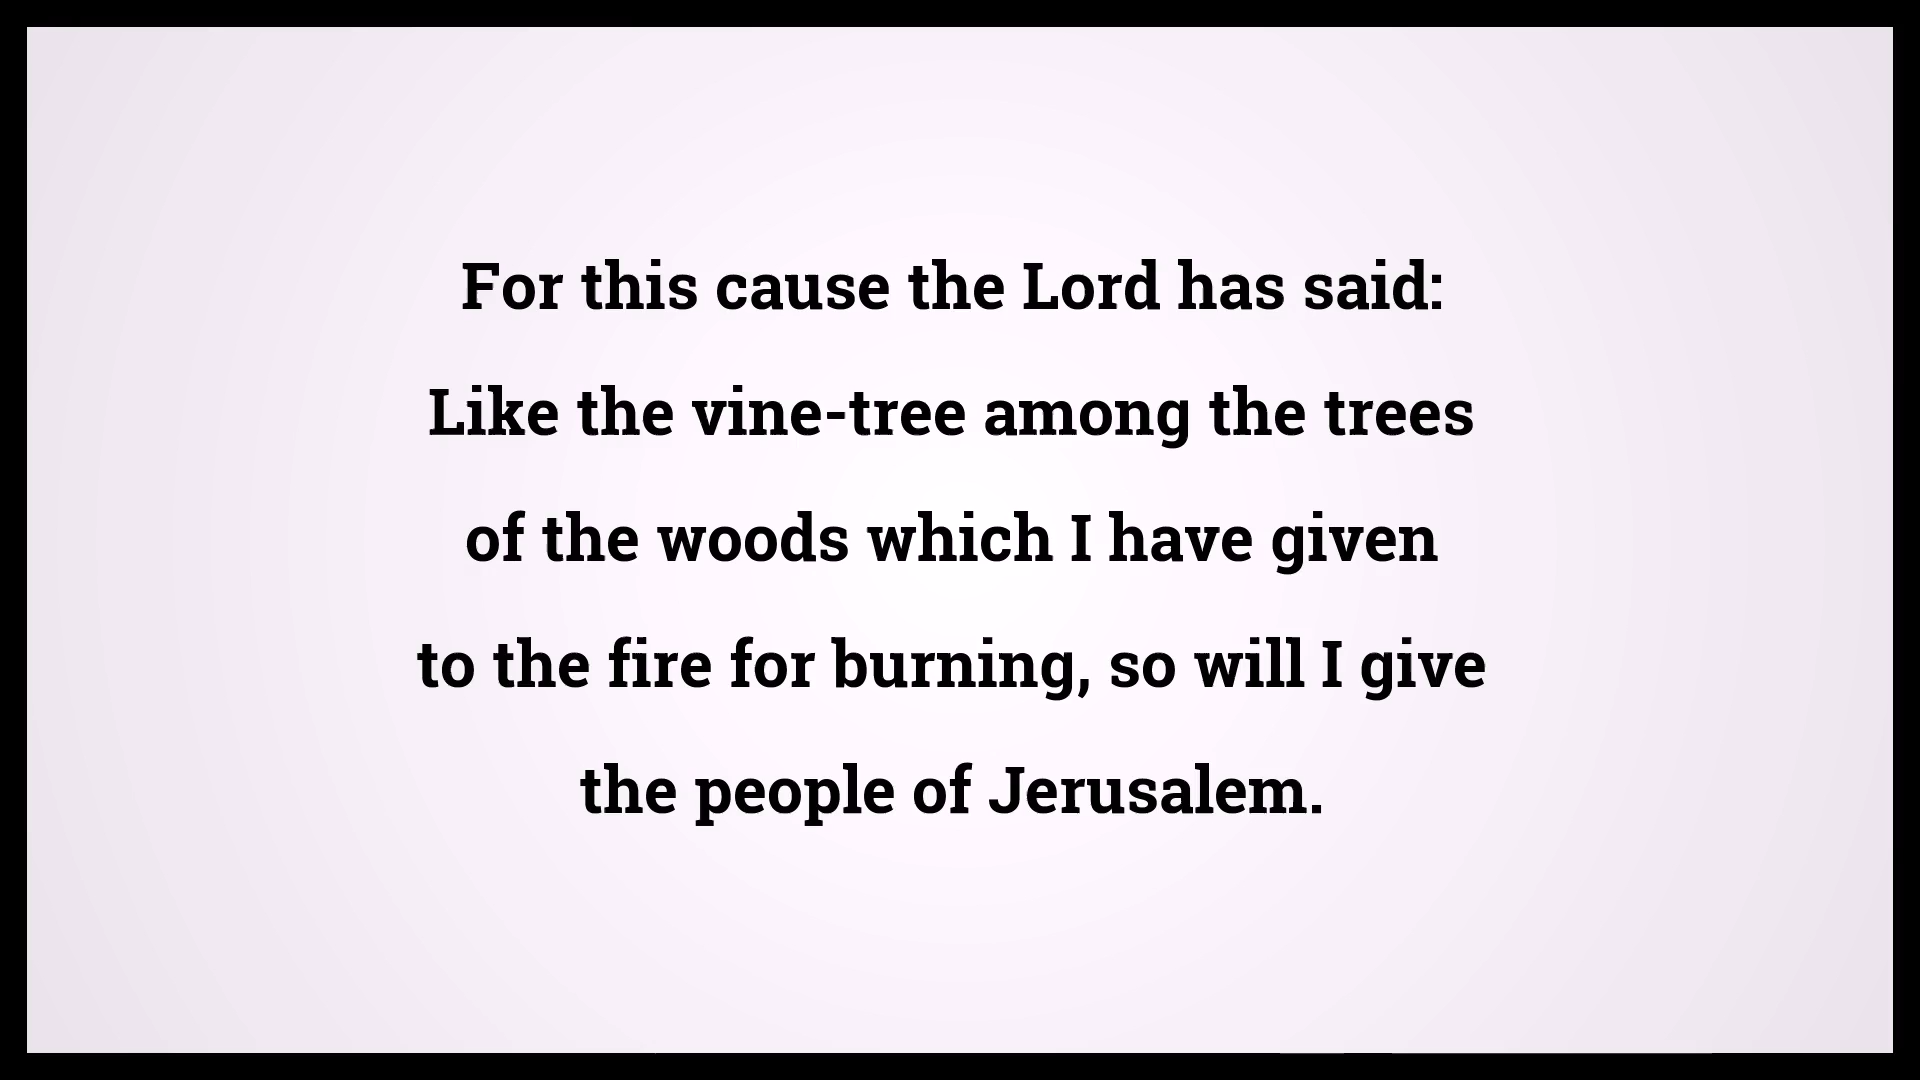 For this cause the Lord has said:
Like the vine-tree among the trees
of the woods which I have given
to the fire for burning, so will I give
the people of Jerusalem.